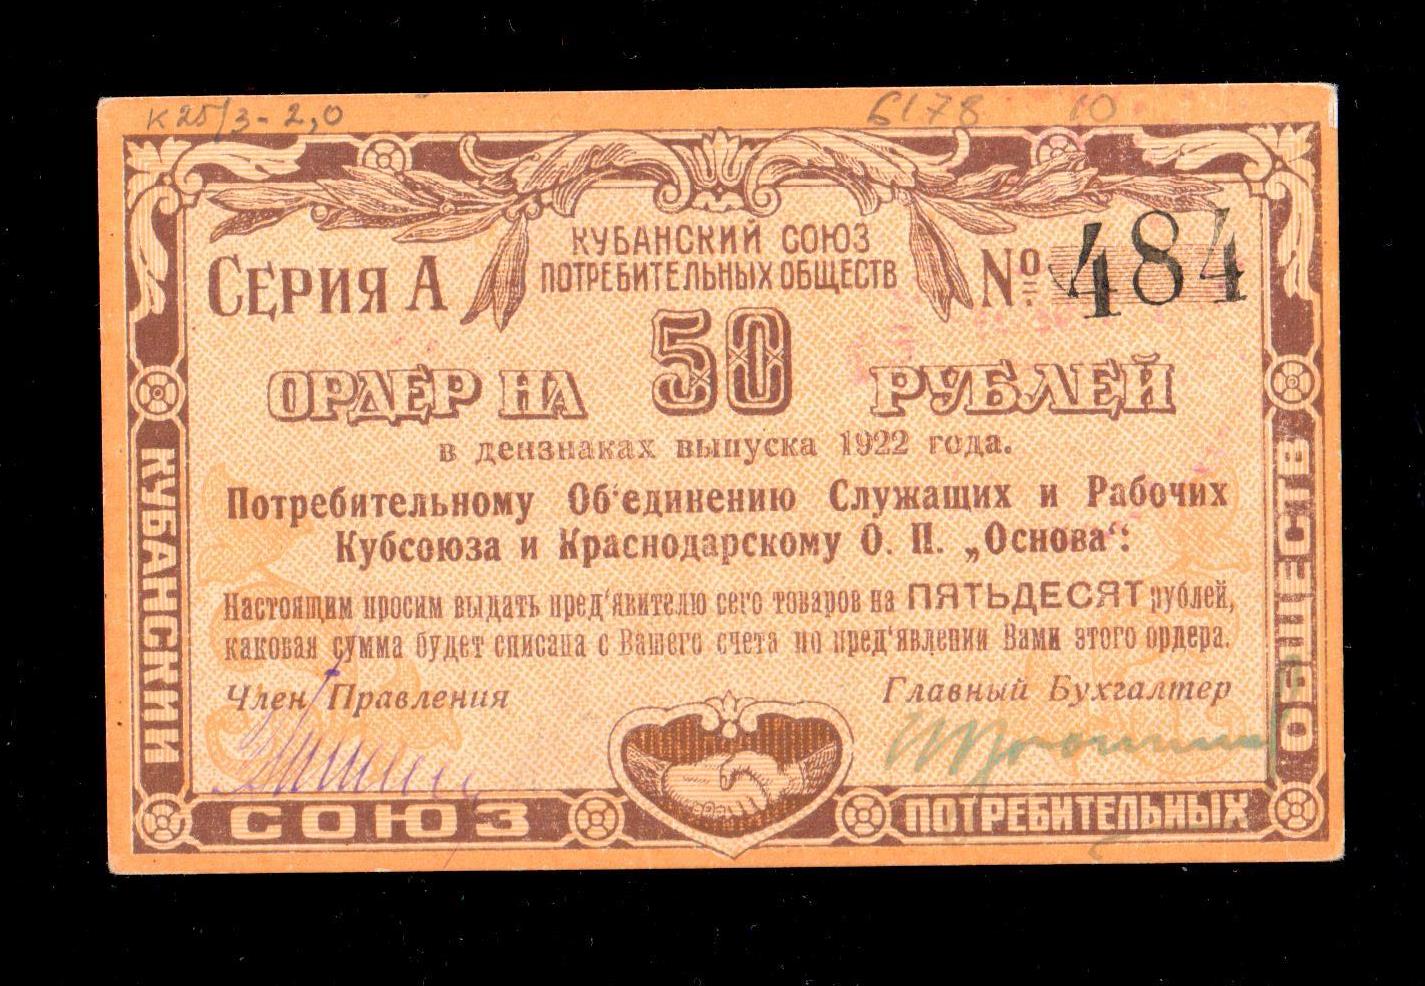 К 25/3 - 2,0
6178 10
КУБАНСКИЙ СОЮЗ
ПОТРЕБИТЕЛЬНЫХ ОБЩЕСТВ
СЕРИЯ А
№ 484
ОРДЕР НА 50 РУБЛЕЙ
в дензнаках выпуска 1922 года.
Потребительному Об'единению Служащих и Рабочих
Кубсоюза и Краснодарскому О. П. „Основа“:
Настоящим просим выдать пред'явителю сего товаров на ПЯТЬДЕСЯТ рублей,
каковая сумма будет списана с Вашего счета по пред'явлении Вами этого ордера.
Член Правления
Главный Бухгалтер
КУБАНСКИЙ
СОЮЗ
ПОТРЕБИТЕЛЬНЫХ
ОБЩЕСТВ